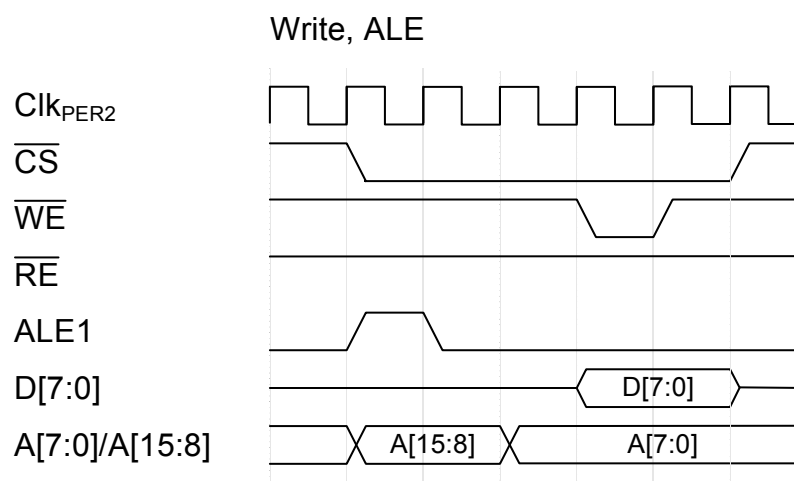 Write, ALE
ClkPER2
CS
WE
RE
ALE1
D[7:0] D[7:0]
A[7:0]/A[15:8] A[15:8] A[7:0]